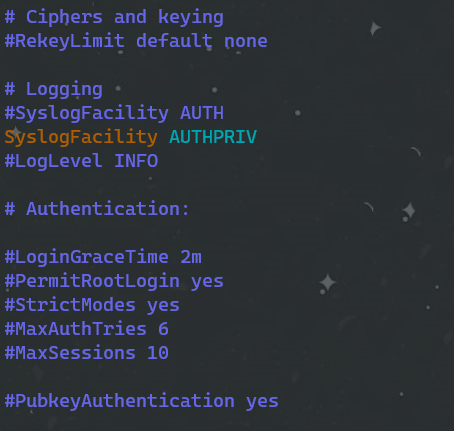 # Ciphers and keying
#RekeyLimit default none
# Logging
#SyslogFacility AUTH
SyslogFacility AUTHPRIV
#LogLevel INFO
# Authentication:
#LoginGraceTime 2m
#PermitRootLogin yes
#StrictModes yes
#MaxAuthTries 6
#MaxSessions 10
#PubkeyAuthentication yes